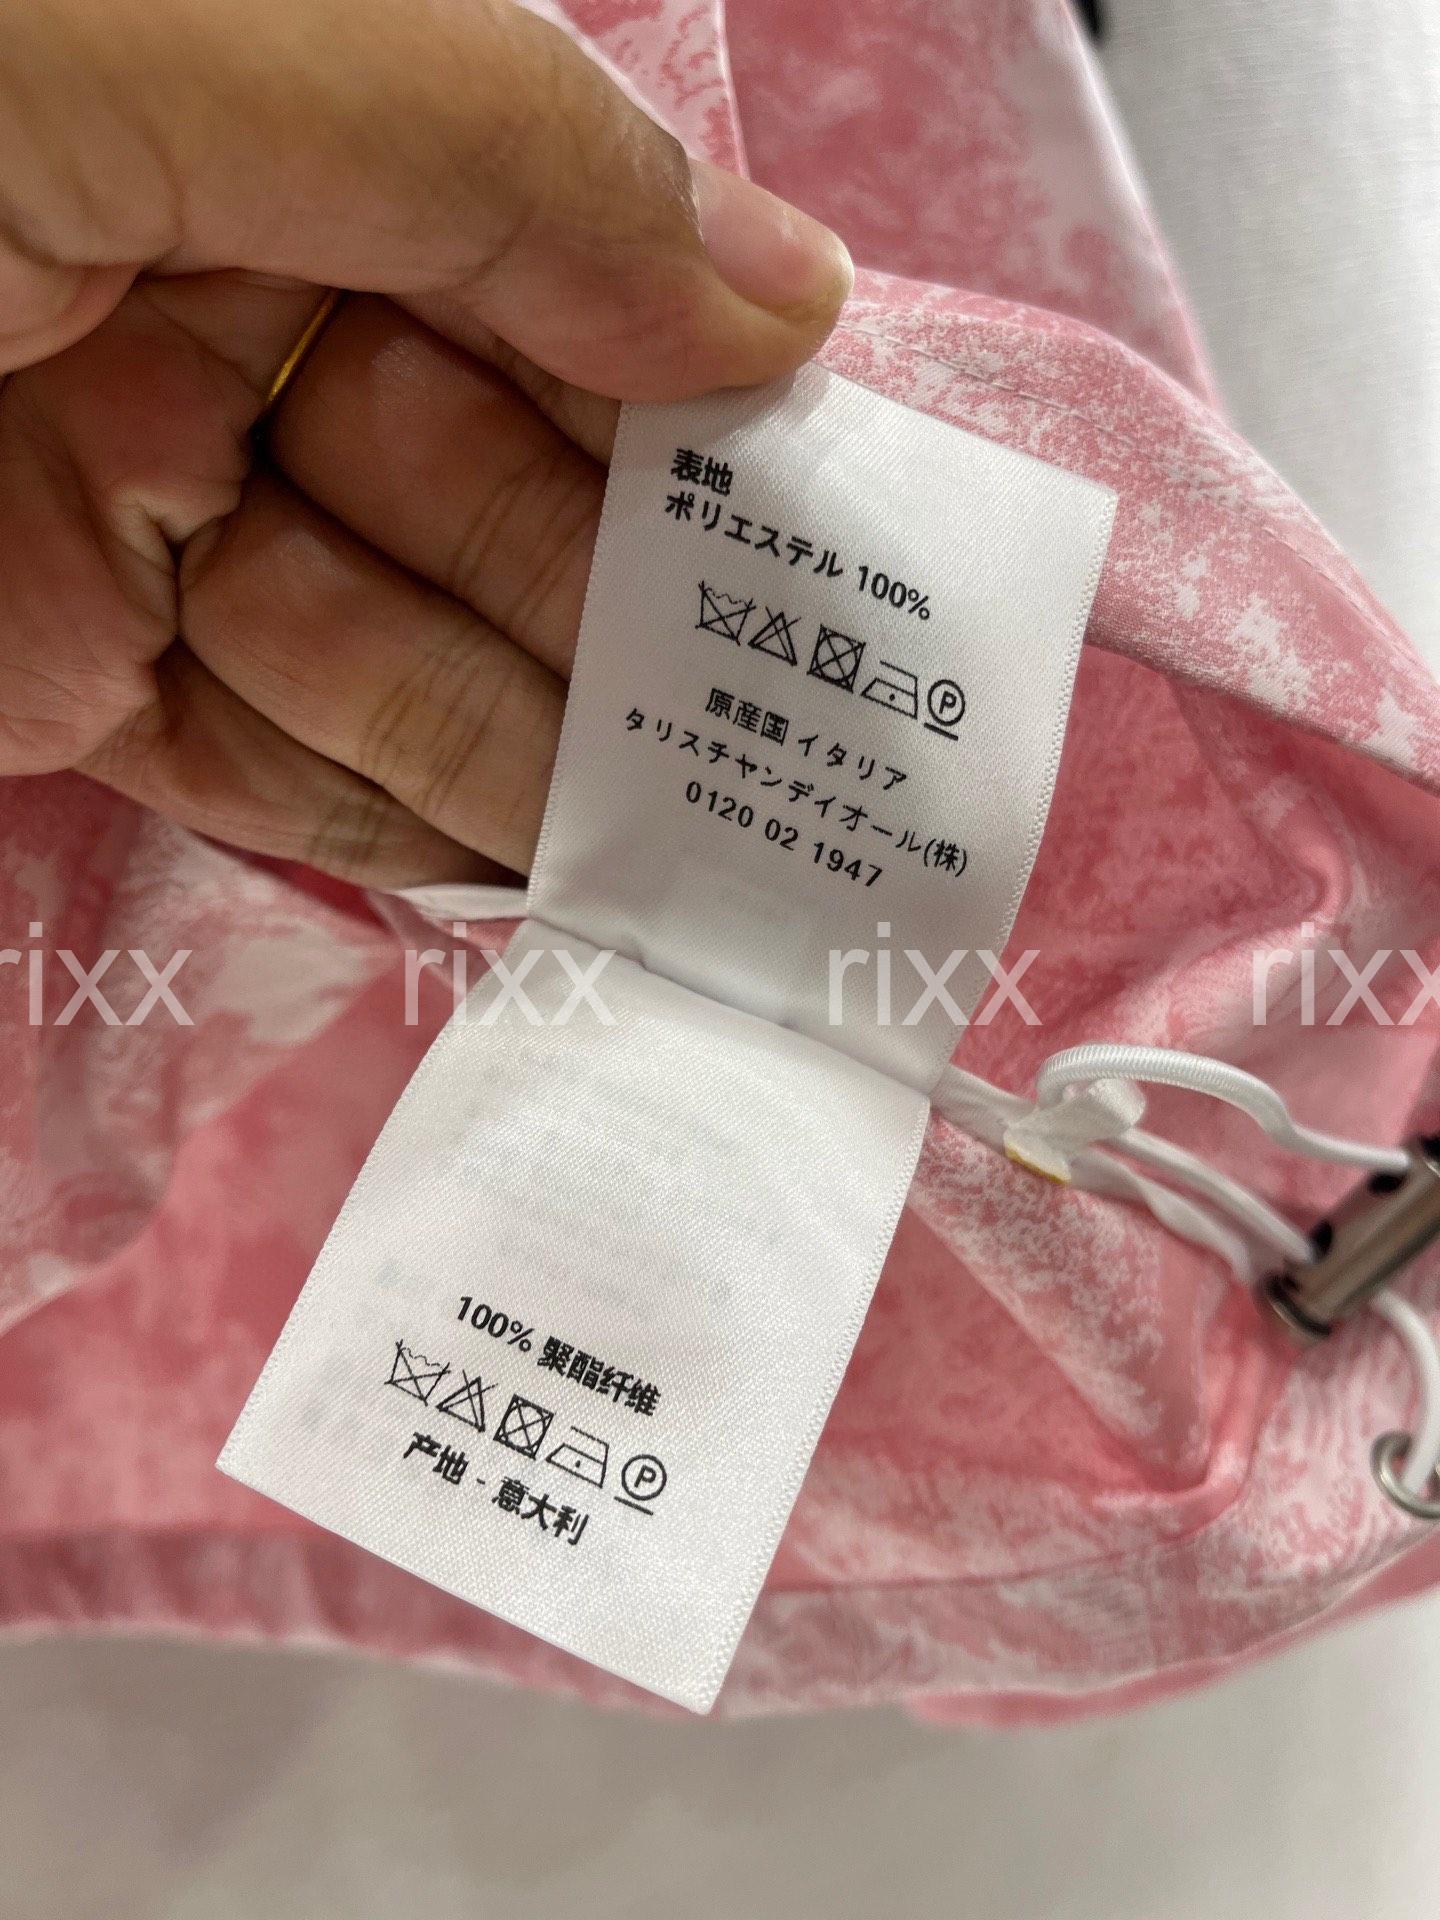 表地
ポリエステル 100%
P
原産国 イタリア
タリスチャンディオール(株)
0120 02 1947
rixx rixx rixx rixx
100% 聚酯纤维
P
产地 - 意大利